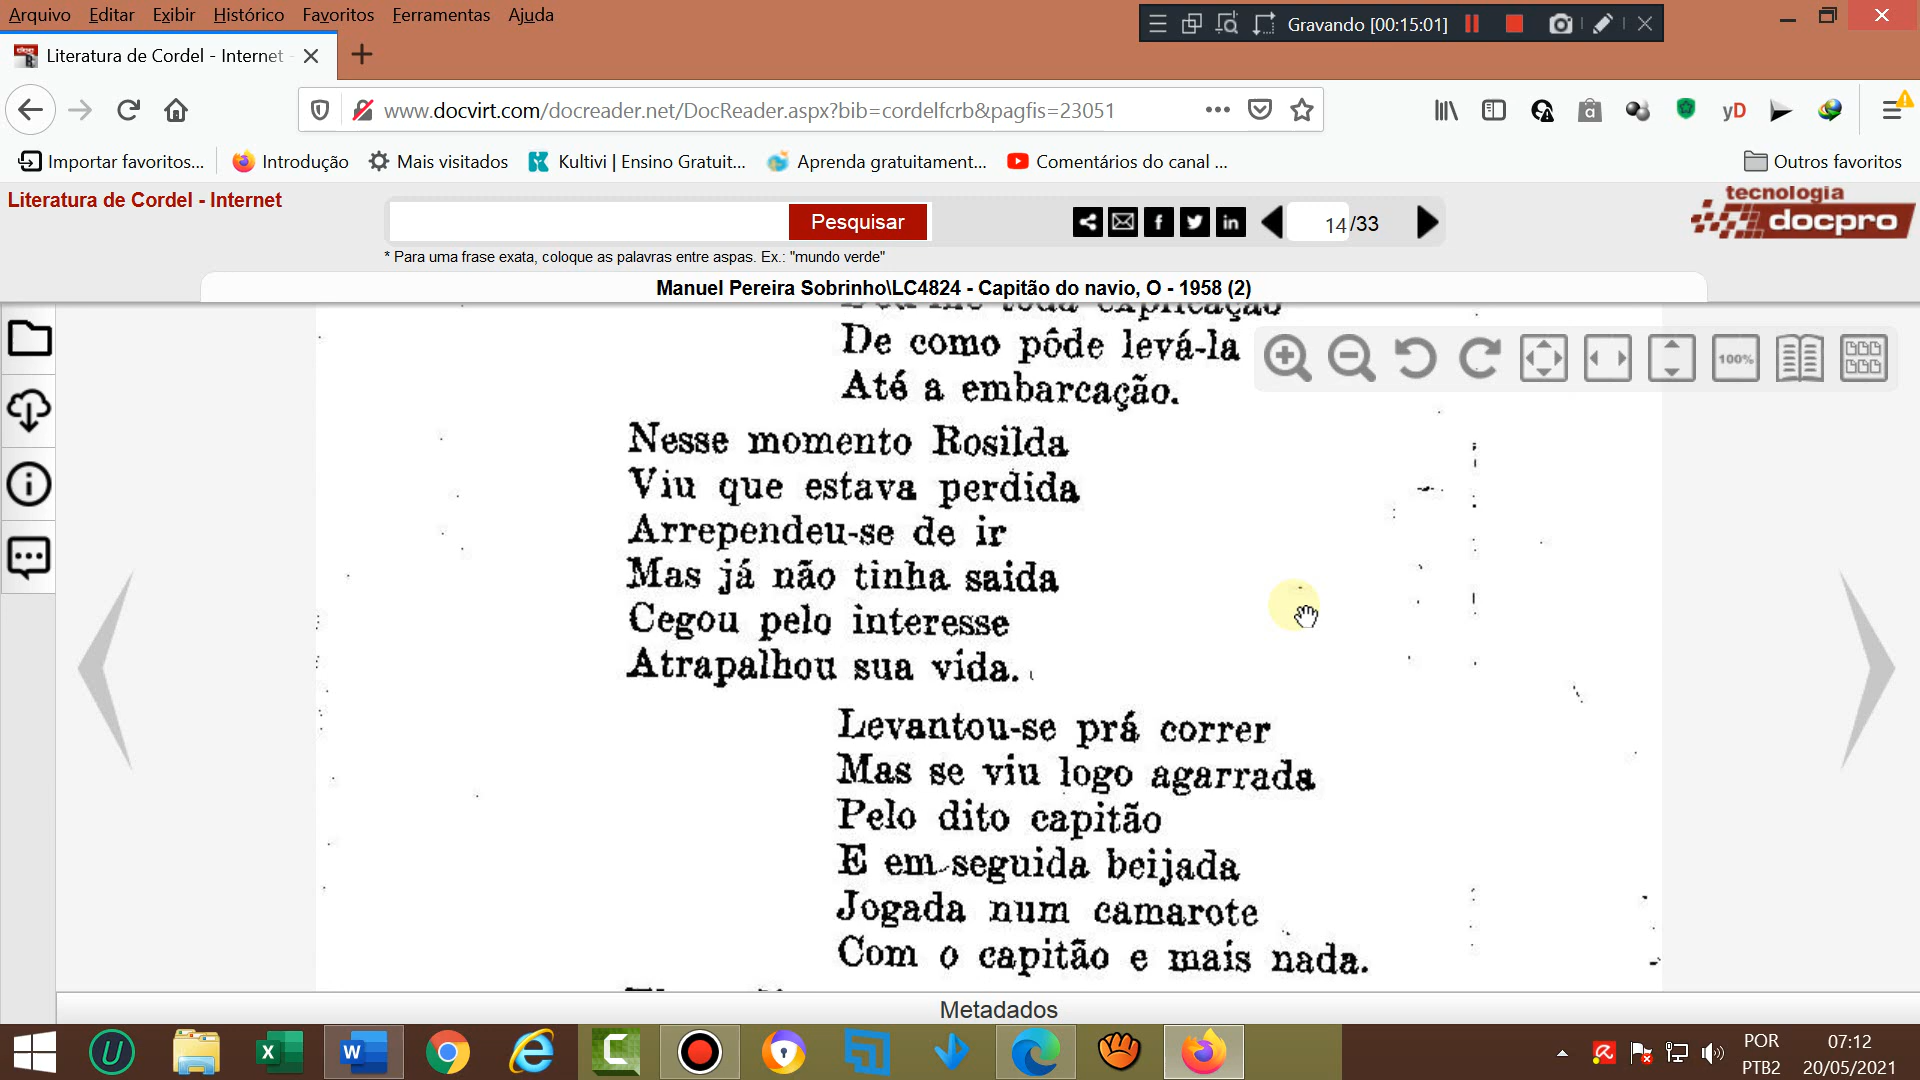 Arquivo Editar Exibir Histórico Favoritos Ferramentas Ajuda
Gravando [00:15:01]
Literatura de Cordel - Internet -
www.docvirt.com/docreader.net/DocReader.aspx?bib=cordelfcrb&pagfis=23051
Importar favoritos... Introdução Mais visitados Kultivi | Ensino Gratuit... Aprenda gratuitament... Comentários do canal ... Outros favoritos
Literatura de Cordel - Internet
Pesquisar
14 /33
tecnologia
docpro
* Para uma frase exata, coloque as palavras entre aspas. Ex.: "mundo verde"
Manuel Pereira Sobrinho\LC4824 - Capitão do navio, O - 1958 (2)
toda explicação
De como pôde levá-la
Até a embarcação.
100%
Nesse momento Rosilda
Viu que estava perdida
Arrependeu-se de ir
Mas já não tinha saida
Cegou pelo interesse
Atrapalhou sua vida.
Levantou-se prá correr
Mas se viu logo agarrada
Pelo dito capitão
E em seguida beijada
Jogada num camarote
Com o capitão e mais nada.
Metadados
POR
PTB2
07:12
20/05/2021